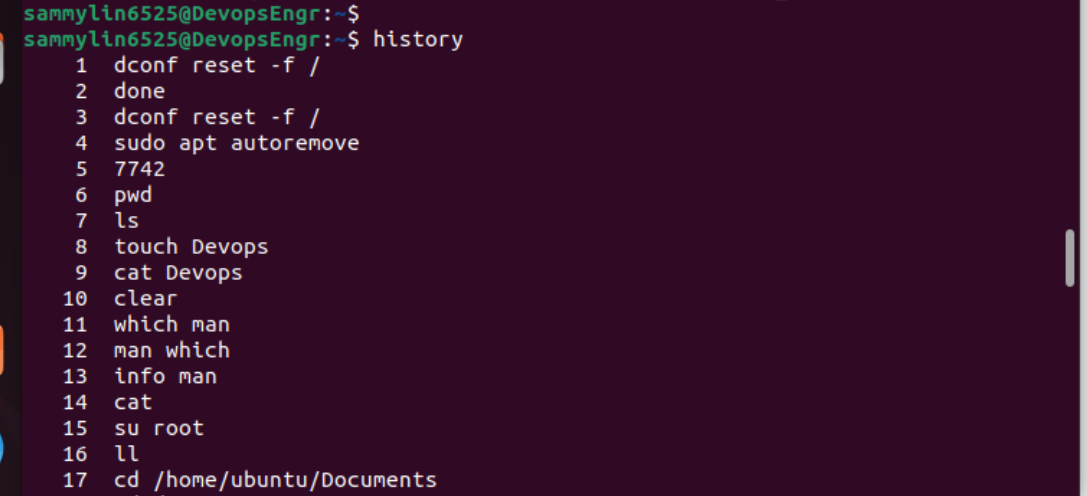 sammylin6525@DevopsEngr:~$
sammylin6525@DevopsEngr:~$ history
1 dconf reset -f /
2 done
3 dconf reset -f /
4 sudo apt autoremove
5 7742
6 pwd
7 ls
8 touch Devops
9 cat Devops
10 clear
11 which man
12 man which
13 info man
14 cat
15 su root
16 ll
17 cd /home/ubuntu/Documents